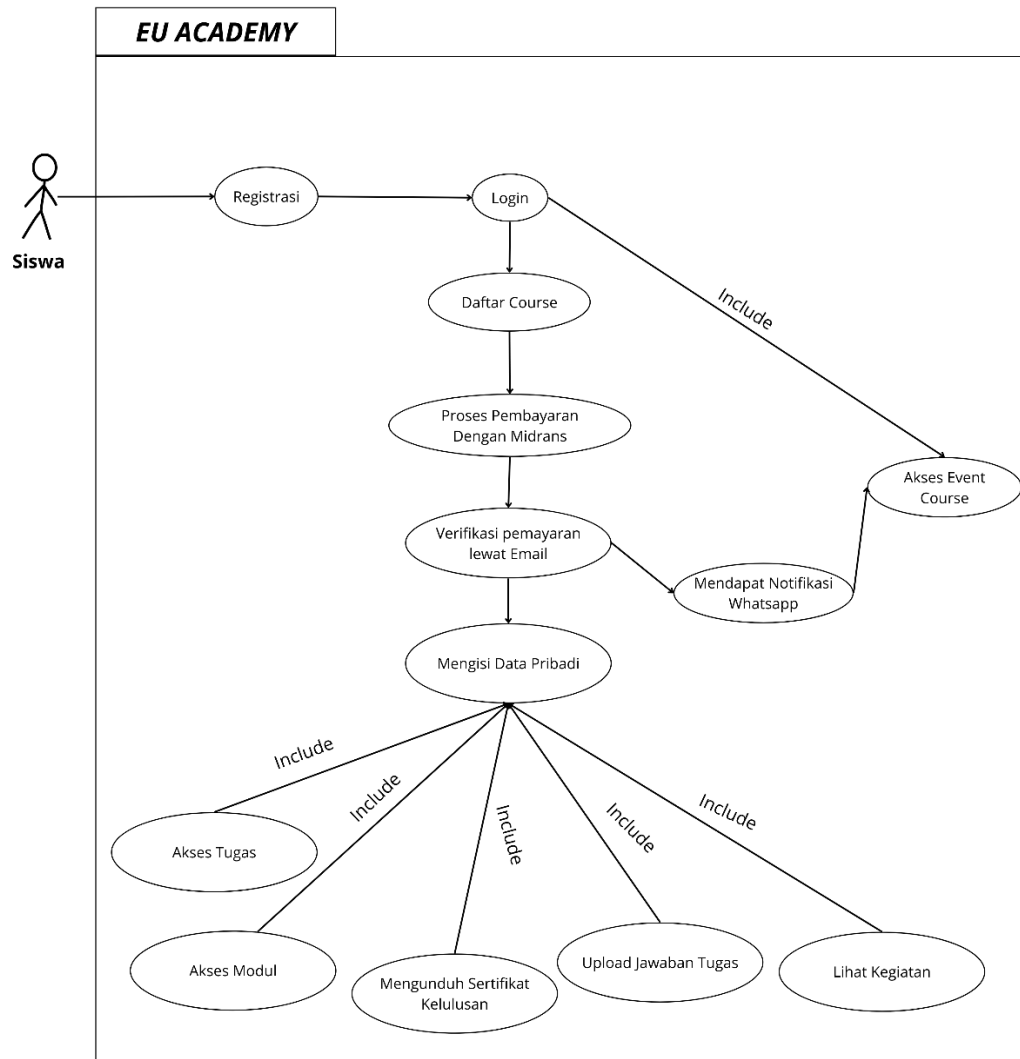 EU ACADEMY
Siswa
Registrasi
Login
Include
Daftar Course
Proses Pembayaran
Dengan Midrans
Akses Event
Course
Verifikasi pemayaran
lewat Email
Mendapat Notifikasi
Whatsapp
Mengisi Data Pribadi
Include
Include
Include
Include
Include
Akses Tugas
Akses Modul
Mengunduh Sertifikat
Kelulusan
Upload Jawaban Tugas
Lihat Kegiatan